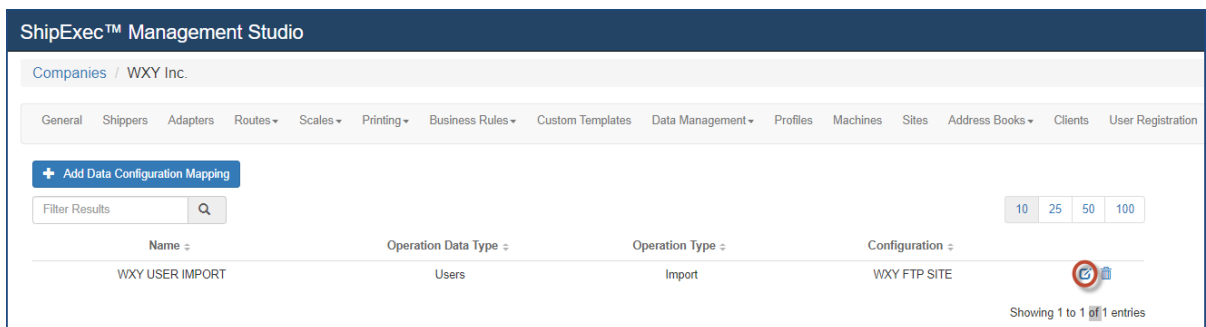 ShipExec™ Management Studio
Companies / WXY Inc.
General Shippers Adapters Routes Scales Printing Business Rules Custom Templates Data Management Profiles Machines Sites Address Books Clients User Registration
Add Data Configuration Mapping
Filter Results 10 25 50 100
Name Operation Data Type Operation Type Configuration
WXY USER IMPORT Users Import WXY FTP SITE
Showing 1 to 1 of 1 entries